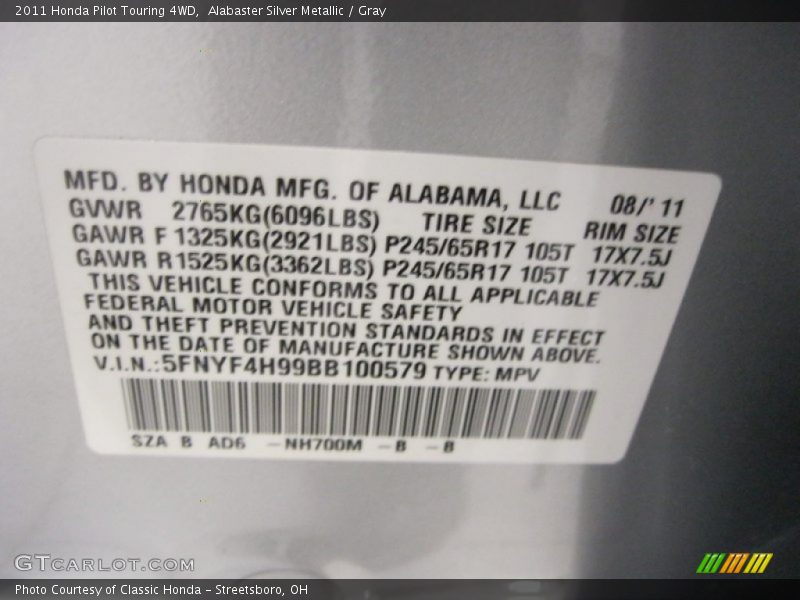 2011 Honda Pilot Touring 4WD,  Alabaster Silver Metallic / Gray
MFD. BY HONDA MFG. OF ALABAMA, LLC 08/'11
GVWR 2765KG(6096LBS) TIRE SIZE RIM SIZE
GAWR F 1325KG(2921LBS) P245/65R17 105T 17X7.5J
GAWR R1525KG(3362LBS) P245/65R17 105T 17X7.5J
THIS VEHICLE CONFORMS TO ALL APPLICABLE
FEDERAL MOTOR VEHICLE SAFETY
AND THEFT PREVENTION STANDARDS IN EFFECT
ON THE DATE OF MANUFACTURE SHOWN ABOVE.
V.I.N.:5FNYF4H99BB100579 TYPE: MPV
SZA B AD6 -NH700M -B -B
GTCARLOT.COM
Photo Courtesy of Classic Honda - Streetsboro, OH